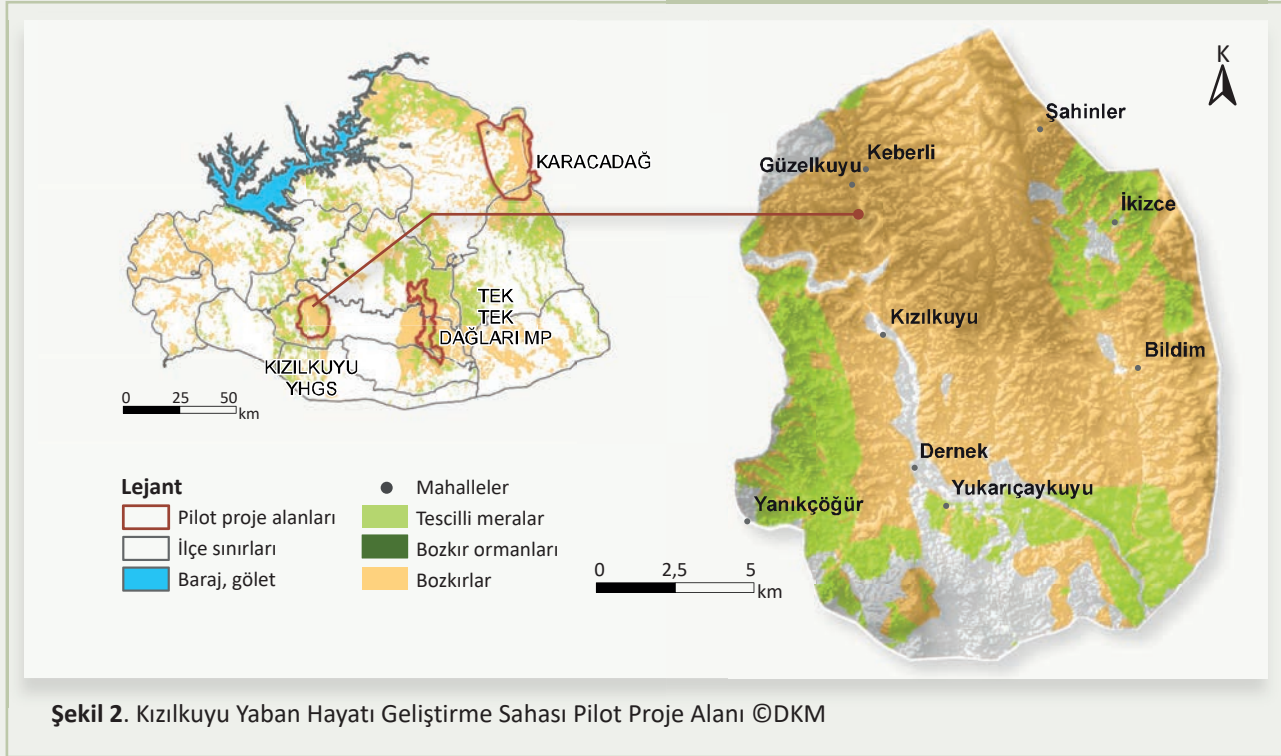 K
KARACADAĞ
TEK
TEK
DAĞLARI MP
KIZILKUYU
YHGS
0 25 50
km
Şahinler
Keberli
Güzelkuyu
İkizce
Kızılkuyu
Bildim
Dernek
Yukarıçaykuyu
Yanıkçöğür
Lejant
Pilot proje alanları
İlçe sınırları
Baraj, gölet
Mahalleler
Tescilli meralar
Bozkır ormanları
Bozkırlar
0 2,5 5
km
Şekil 2. Kızılkuyu Yaban Hayatı Geliştirme Sahası Pilot Proje Alanı ©DKM